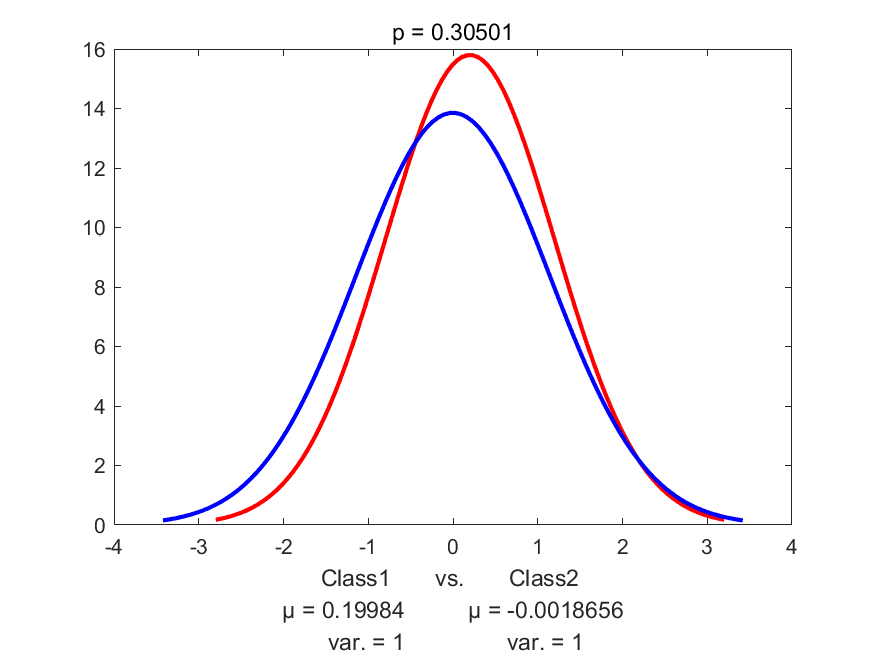 p = 0.30501
16
14
12
10
8
6
4
2
0
-4 -3 -2 -1 0 1 2 3 4
Class1 vs. Class2
μ = 0.19984 μ = -0.0018656
var. = 1 var. = 1